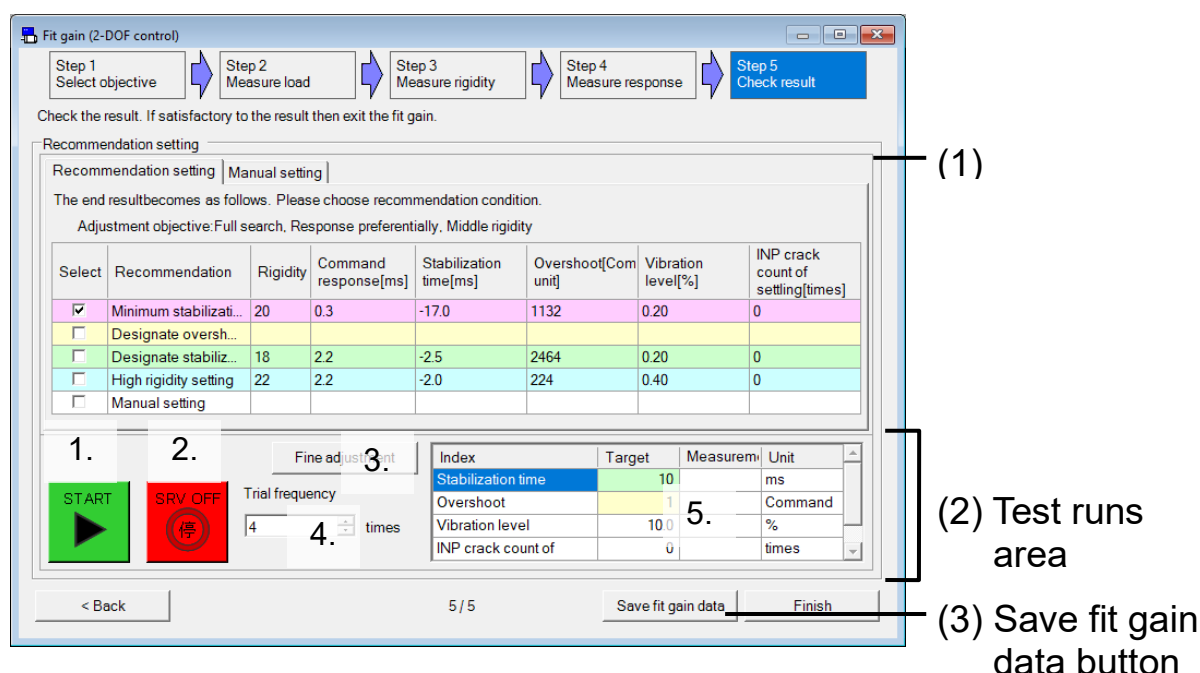 Fit gain (2-DOF control)
Step 1
Select objective
Step 2
Measure load
Step 3
Measure rigidity
Step 4
Measure response
Step 5
Check result
Check the result. If satisfactory to the result then exit the fit gain.
Recommendation setting
Recommendation setting Manual setting
(1)
The end resultbecomes as follows. Please choose recommendation condition.
Adjustment objective:Full search, Response preferentially, Middle rigidity
Select Recommendation Rigidity Command response[ms] Stabilization time[ms] Overshoot[Com unit] Vibration level[%] INP crack count of settling[times]
Minimum stabilizati... 20 0.3 -17.0 1132 0.20 0
Designate oversh...
Designate stabiliz... 18 2.2 -2.5 2464 0.20 0
High rigidity setting 22 2.2 -2.0 224 0.40 0
Manual setting
1. 2. Fine adjustment 3.
START SRV OFF 停
Trial frequency
4 4. times
Index Target Measurem Unit
Stabilization time 10 ms
Overshoot 1 Command
5.
Vibration level 10.0 %
INP crack count of 0 times
(2) Test runs
area
< Back 5 / 5 Save fit gain data Finish
(3) Save fit gain
data button